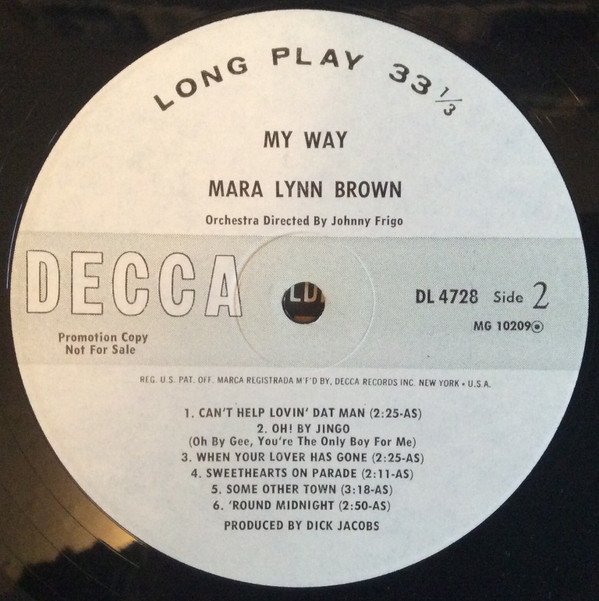 LONG PLAY 33 1/3
MY WAY
MARA LYNN BROWN
Orchestra Directed By Johnny Frigo
DECCA
DL 4728 Side 2
MG 10209
Promotion Copy
Not For Sale
REG. U.S. PAT. OFF. MARCA REGISTRADA M'F'D BY, DECCA RECORDS INC. NEW YORK • U.S.A.
1. CAN'T HELP LOVIN' DAT MAN (2:25-AS)
2. OH! BY JINGO
(Oh By Gee, You're The Only Boy For Me)
3. WHEN YOUR LOVER HAS GONE (2:25-AS)
4. SWEETHEARTS ON PARADE (2:11-AS)
5. SOME OTHER TOWN (3:18-AS)
6. 'ROUND MIDNIGHT (2:50-AS)
PRODUCED BY DICK JACOBS